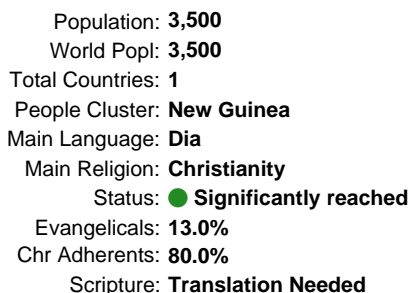 Population: 3,500
World Popl: 3,500
Total Countries: 1
People Cluster: New Guinea
Main Language: Dia
Main Religion: Christianity
Status: Significantly reached
Evangelicals: 13.0%
Chr Adherents: 80.0%
Scripture: Translation Needed